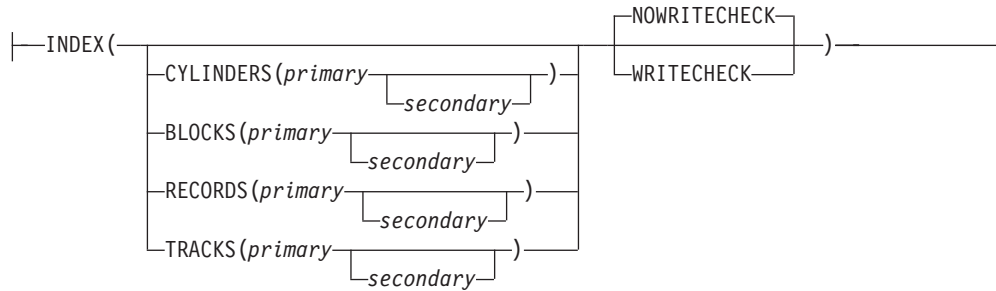 NOWRITECHECK
INDEX( )
WRITECHECK
CYLINDERS(primary )
secondary
BLOCKS(primary )
secondary
RECORDS(primary )
secondary
TRACKS(primary )
secondary